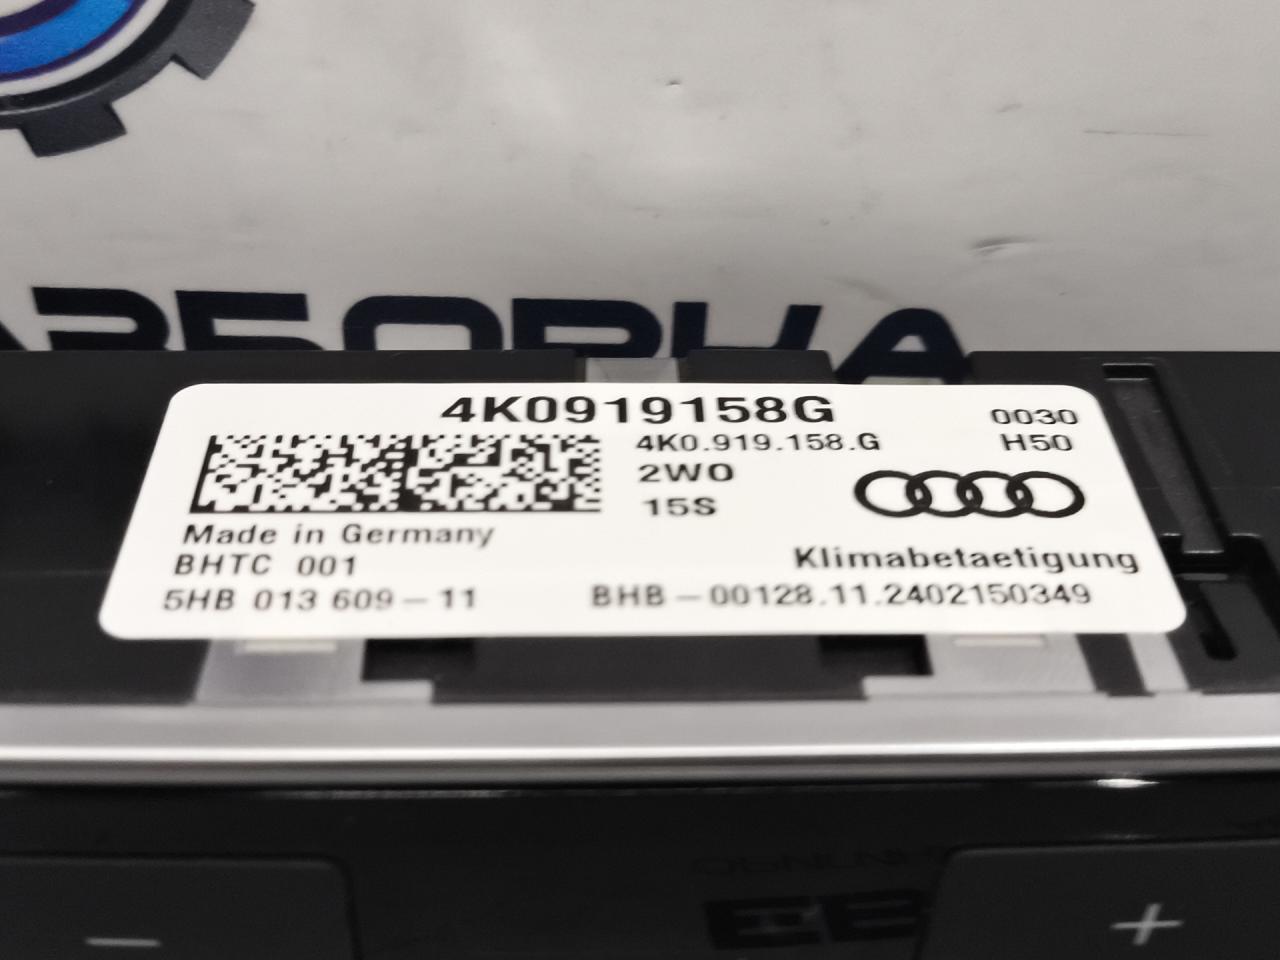 РАЗБОРКА
4K0919158G
0030
4K0.919.158.G
H50
2W0
15S
Made in Germany
BHTC 001
Klimabetaetigung
5HB 013 609-11
BHB-00128.11.2402150349
-
+